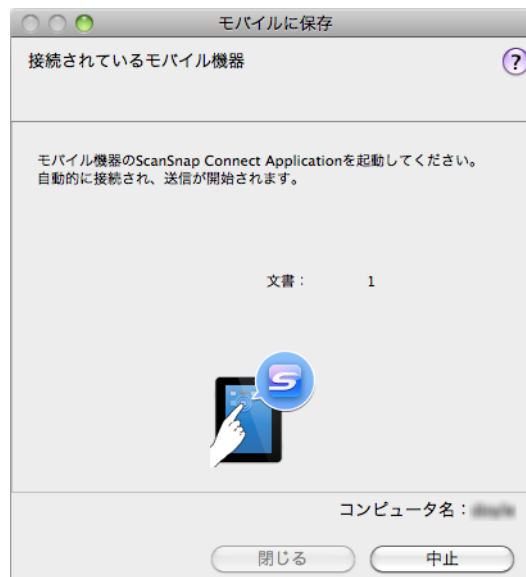 モバイルに保存
接続されているモバイル機器
?
モバイル機器のScanSnap Connect Applicationを起動してください。
自動的に接続され、送信が開始されます。
文書： 1
S
コンピュータ名：
閉じる 中止